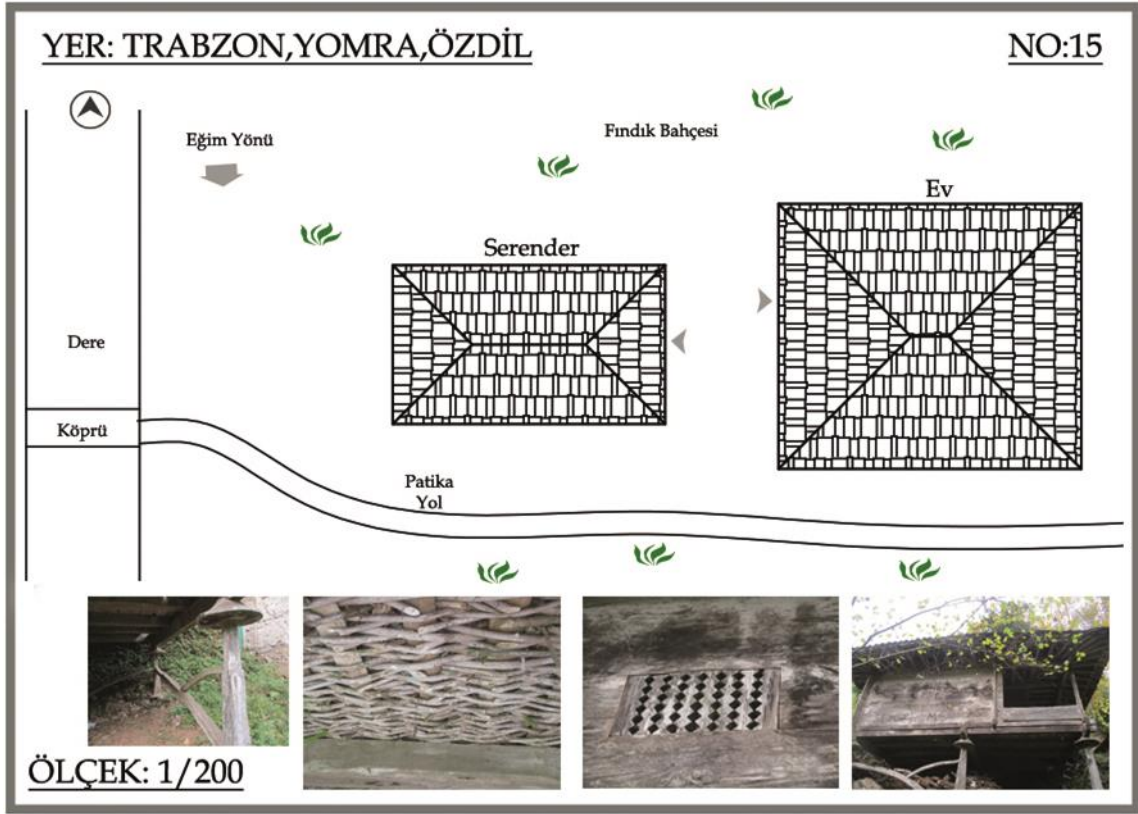 YER: TRABZON,YOMRA,ÖZDİL
NO:15
Eğim Yönü
Fındık Bahçesi
Ev
Serender
Dere
Köprü
Patika
Yol
ÖLÇEK: 1/200